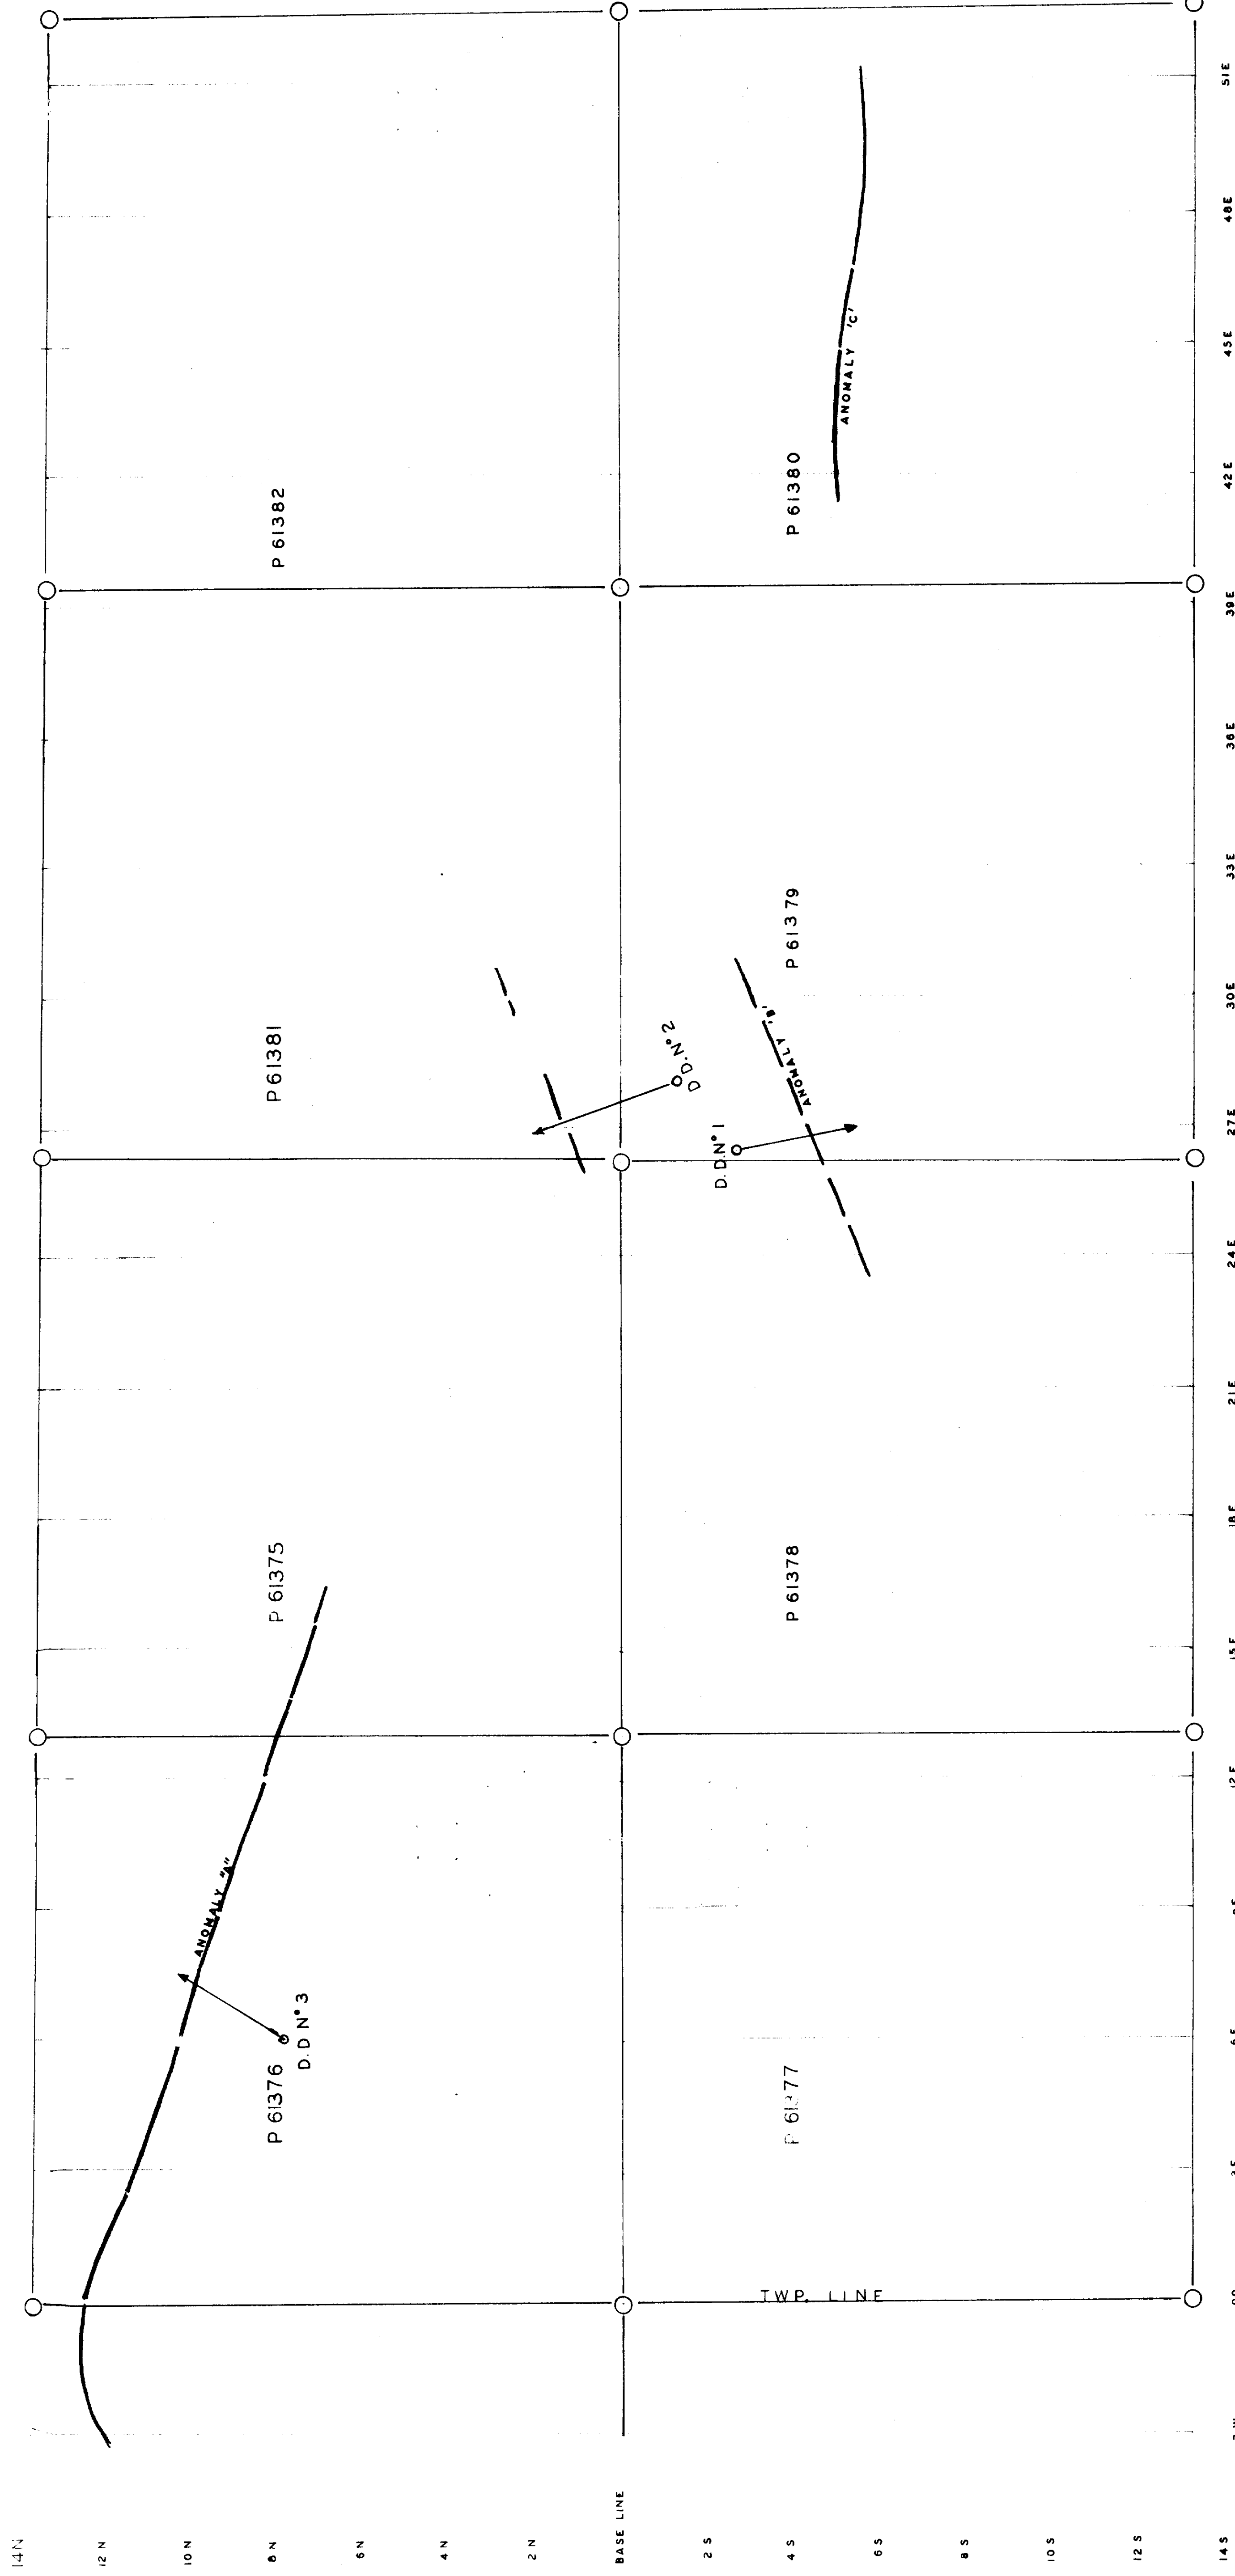 51E
48E
45E
42E
39E
36E
33E
30E
27E
24E
21E
18E
15E
12E
P 61382
P 61380
ANOMALY 'C'
P 61381
P 61379
ANOMALY 'B'
D D. N° 2
D. D. N° 1
P 61375
P 61378
ANOMALY "A"
D. D N° 3
P 61376
P 61377
TWP. LINE
14N
12 N
10 N
8 N
6 N
4 N
2 N
BASE LINE
2 S
4 S
6 S
8 S
10 S
12 S
14 S